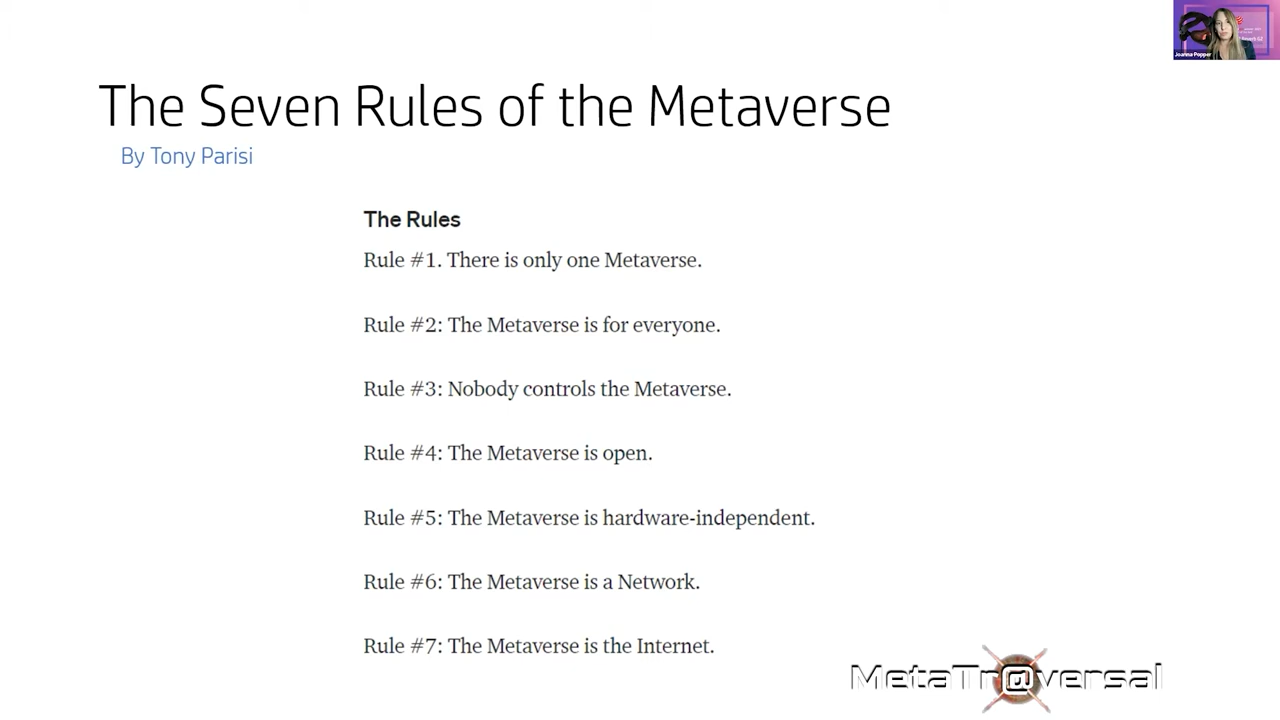 Joanna Popper
The Seven Rules of the Metaverse
By Tony Parisi
The Rules
Rule #1. There is only one Metaverse.
Rule #2: The Metaverse is for everyone.
Rule #3: Nobody controls the Metaverse.
Rule #4: The Metaverse is open.
Rule #5: The Metaverse is hardware-independent.
Rule #6: The Metaverse is a Network.
Rule #7: The Metaverse is the Internet.
MetaTr@versal